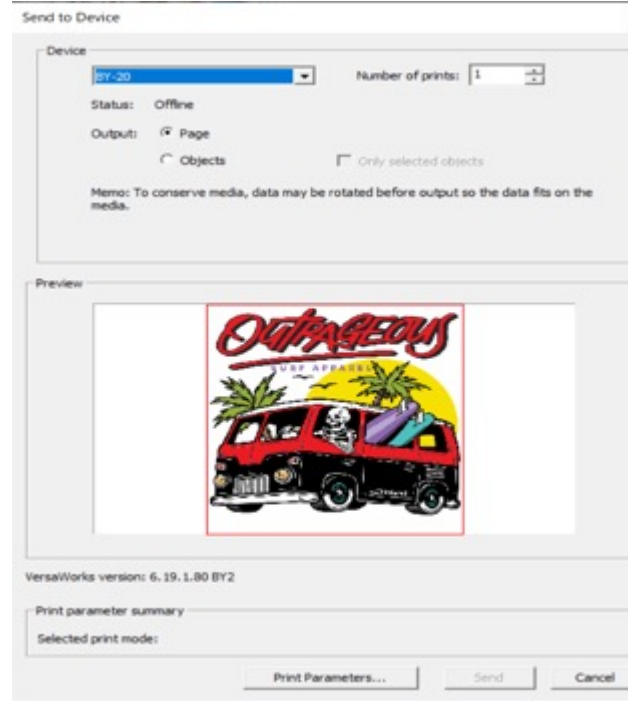 Send to Device
Device
BY-20
Number of prints: 1
Status: Offline
Output: Page
Objects
Only selected objects
Memo: To conserve media, data may be rotated before output so the data fits on the
media.
Preview
OUTRAGEOUS
SURF APPAREL
VersaWorks version: 6.19.1.80 BY2
Print parameter summary
Selected print mode:
Print Parameters... Send Cancel